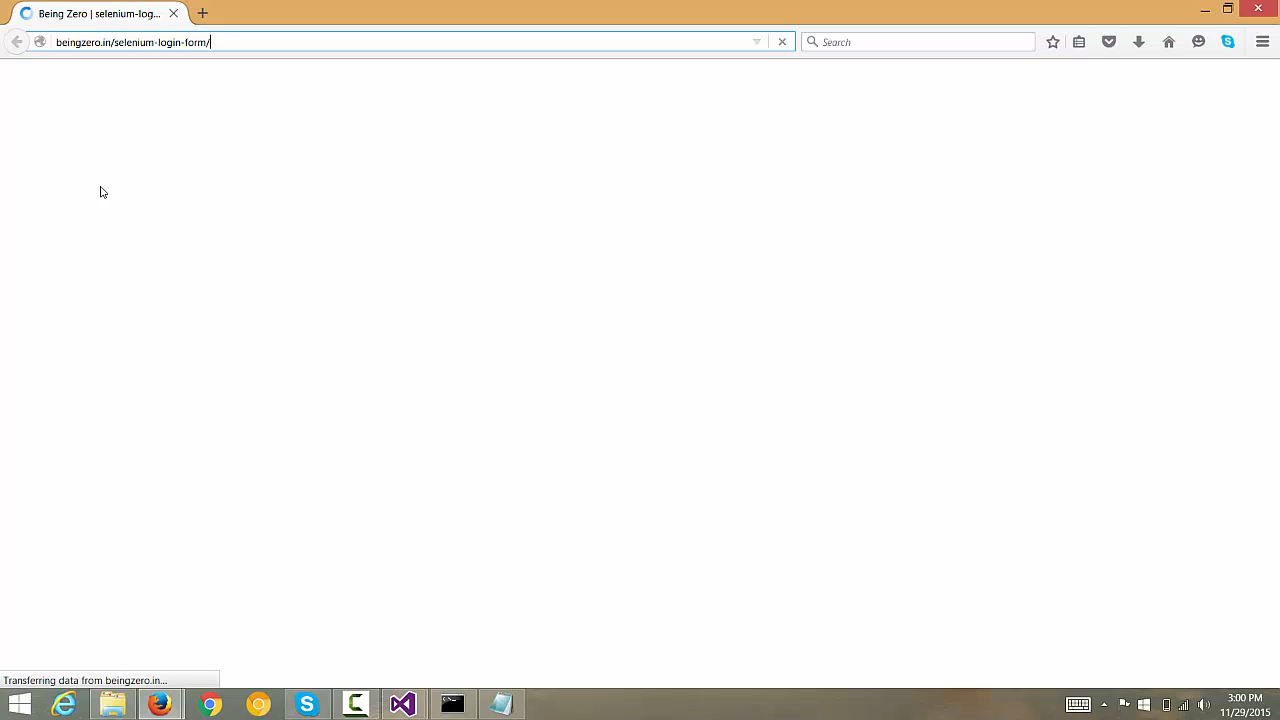 Being Zero | selenium-log...
beingzero.in/selenium-login-form/
Search
Transferring data from beingzero.in...
3:00 PM
11/29/2015